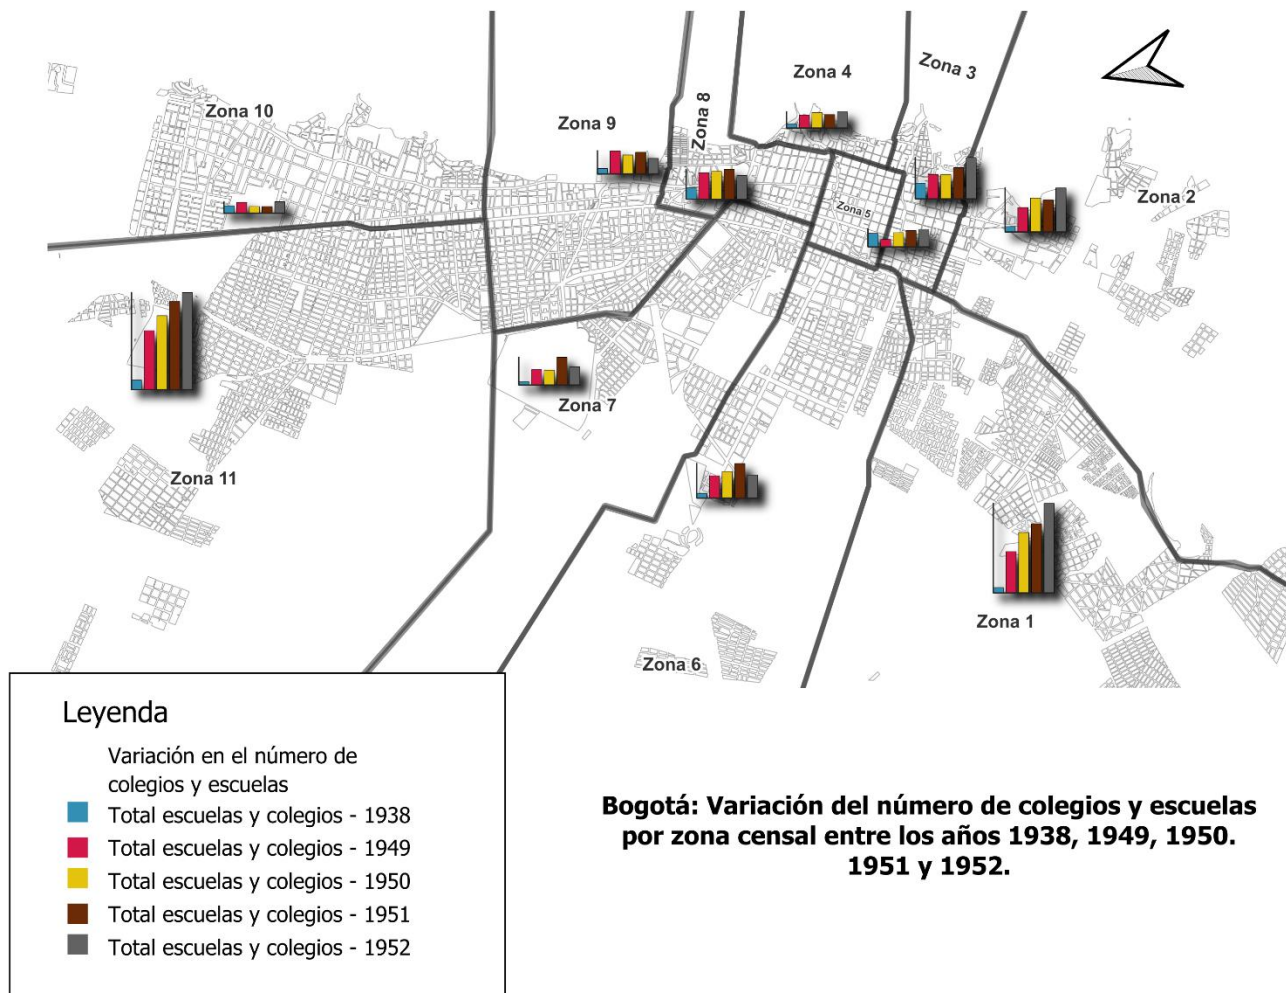 Zona 4
Zona 3
Zona 10
Zona 9
Zona 8
Zona 2
Zona 5
Zona 7
Zona 11
Zona 1
Zona 6
Leyenda
Variación en el número de
colegios y escuelas
Total escuelas y colegios - 1938
Total escuelas y colegios - 1949
Total escuelas y colegios - 1950
Total escuelas y colegios - 1951
Total escuelas y colegios - 1952
Bogotá: Variación del número de colegios y escuelas
por zona censal entre los años 1938, 1949, 1950.
1951 y 1952.